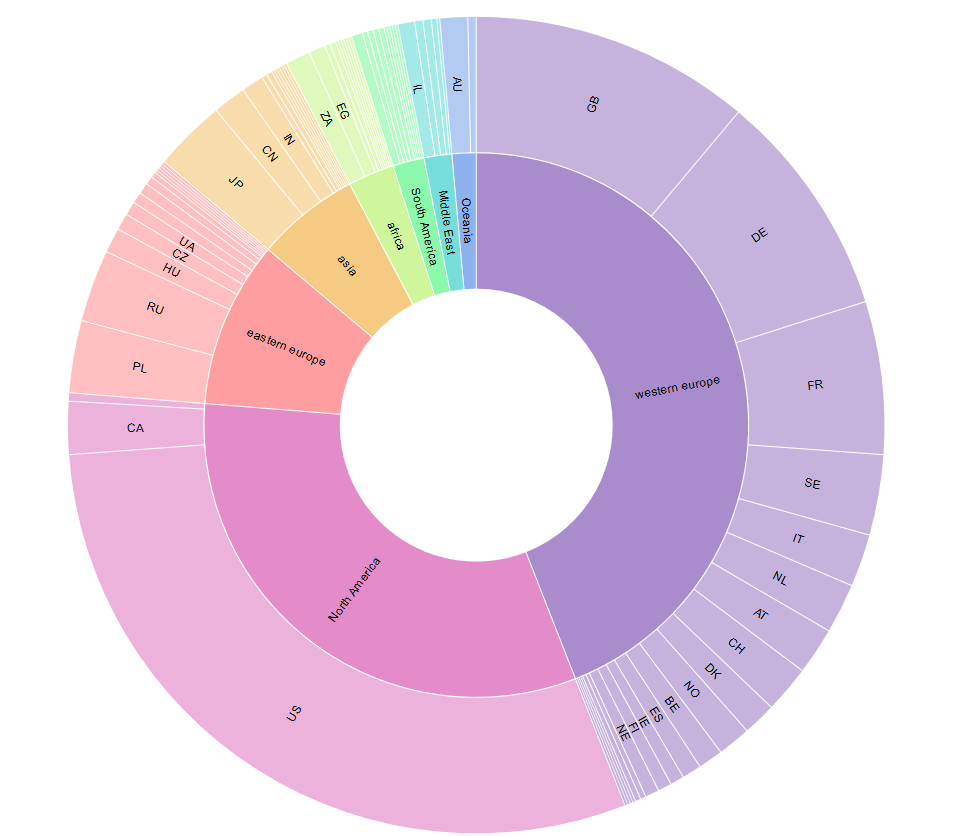 GB
DE
FR
SE
IT
NL
AT
CH
DK
NO
BE
ES
IE
FI
NE
western europe
US
CA
North America
PL
RU
HU
CZ
UA
eastern europe
JP
CN
IN
asia
ZA
EG
africa
South America
IL
Middle East
AU
Oceania